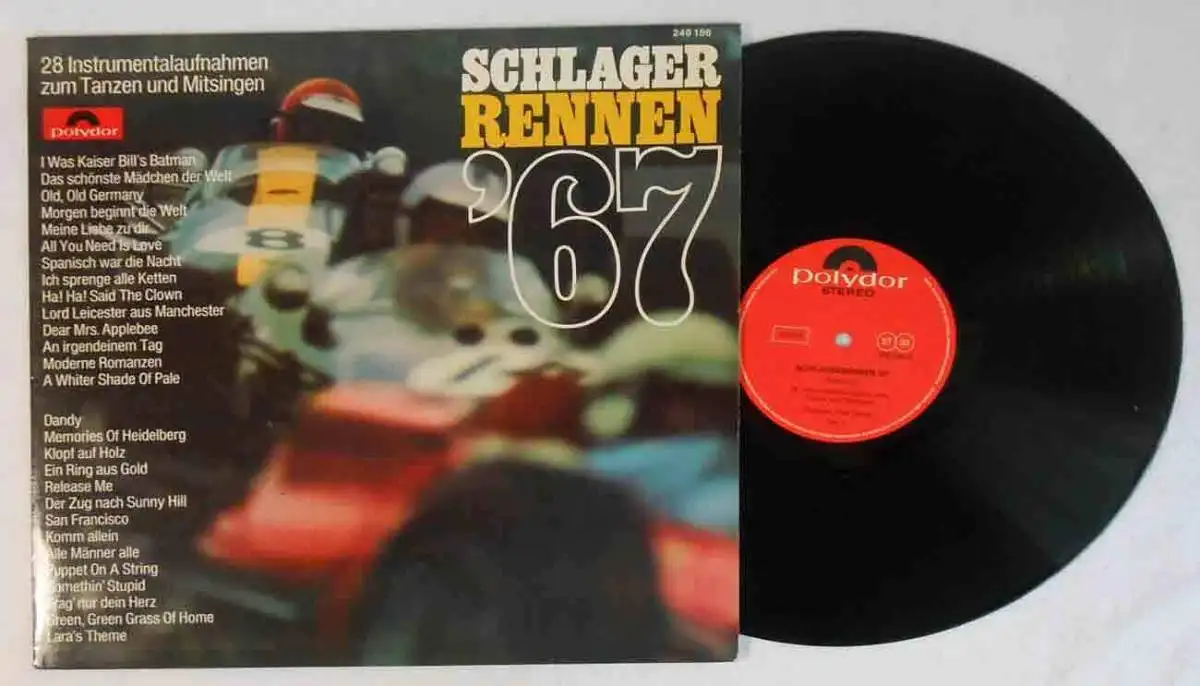 249 156
28 Instrumentalaufnahmen
zum Tanzen und Mitsingen
SCHLAGER
RENNEN
'67
polydor
I Was Kaiser Bill's Batman
Das schönste Mädchen der Welt
Old, Old Germany
Morgen beginnt die Welt
Meine Liebe zu dir
All You Need Is Love
Spanisch war die Nacht
Ich sprenge alle Ketten
Ha! Ha! Said The Clown
Lord Leicester aus Manchester
Dear Mrs. Applebee
An irgendeinem Tag
Moderne Romanzen
A Whiter Shade Of Pale
Dandy
Memories Of Heidelberg
Klopf auf Holz
Ein Ring aus Gold
Release Me
Der Zug nach Sunny Hill
San Francisco
Komm allein
Alle Männer alle
Puppet On A String
Somethin' Stupid
Frag' nur dein Herz
Green, Green Grass Of Home
Lara's Theme
8
polydor
STEREO